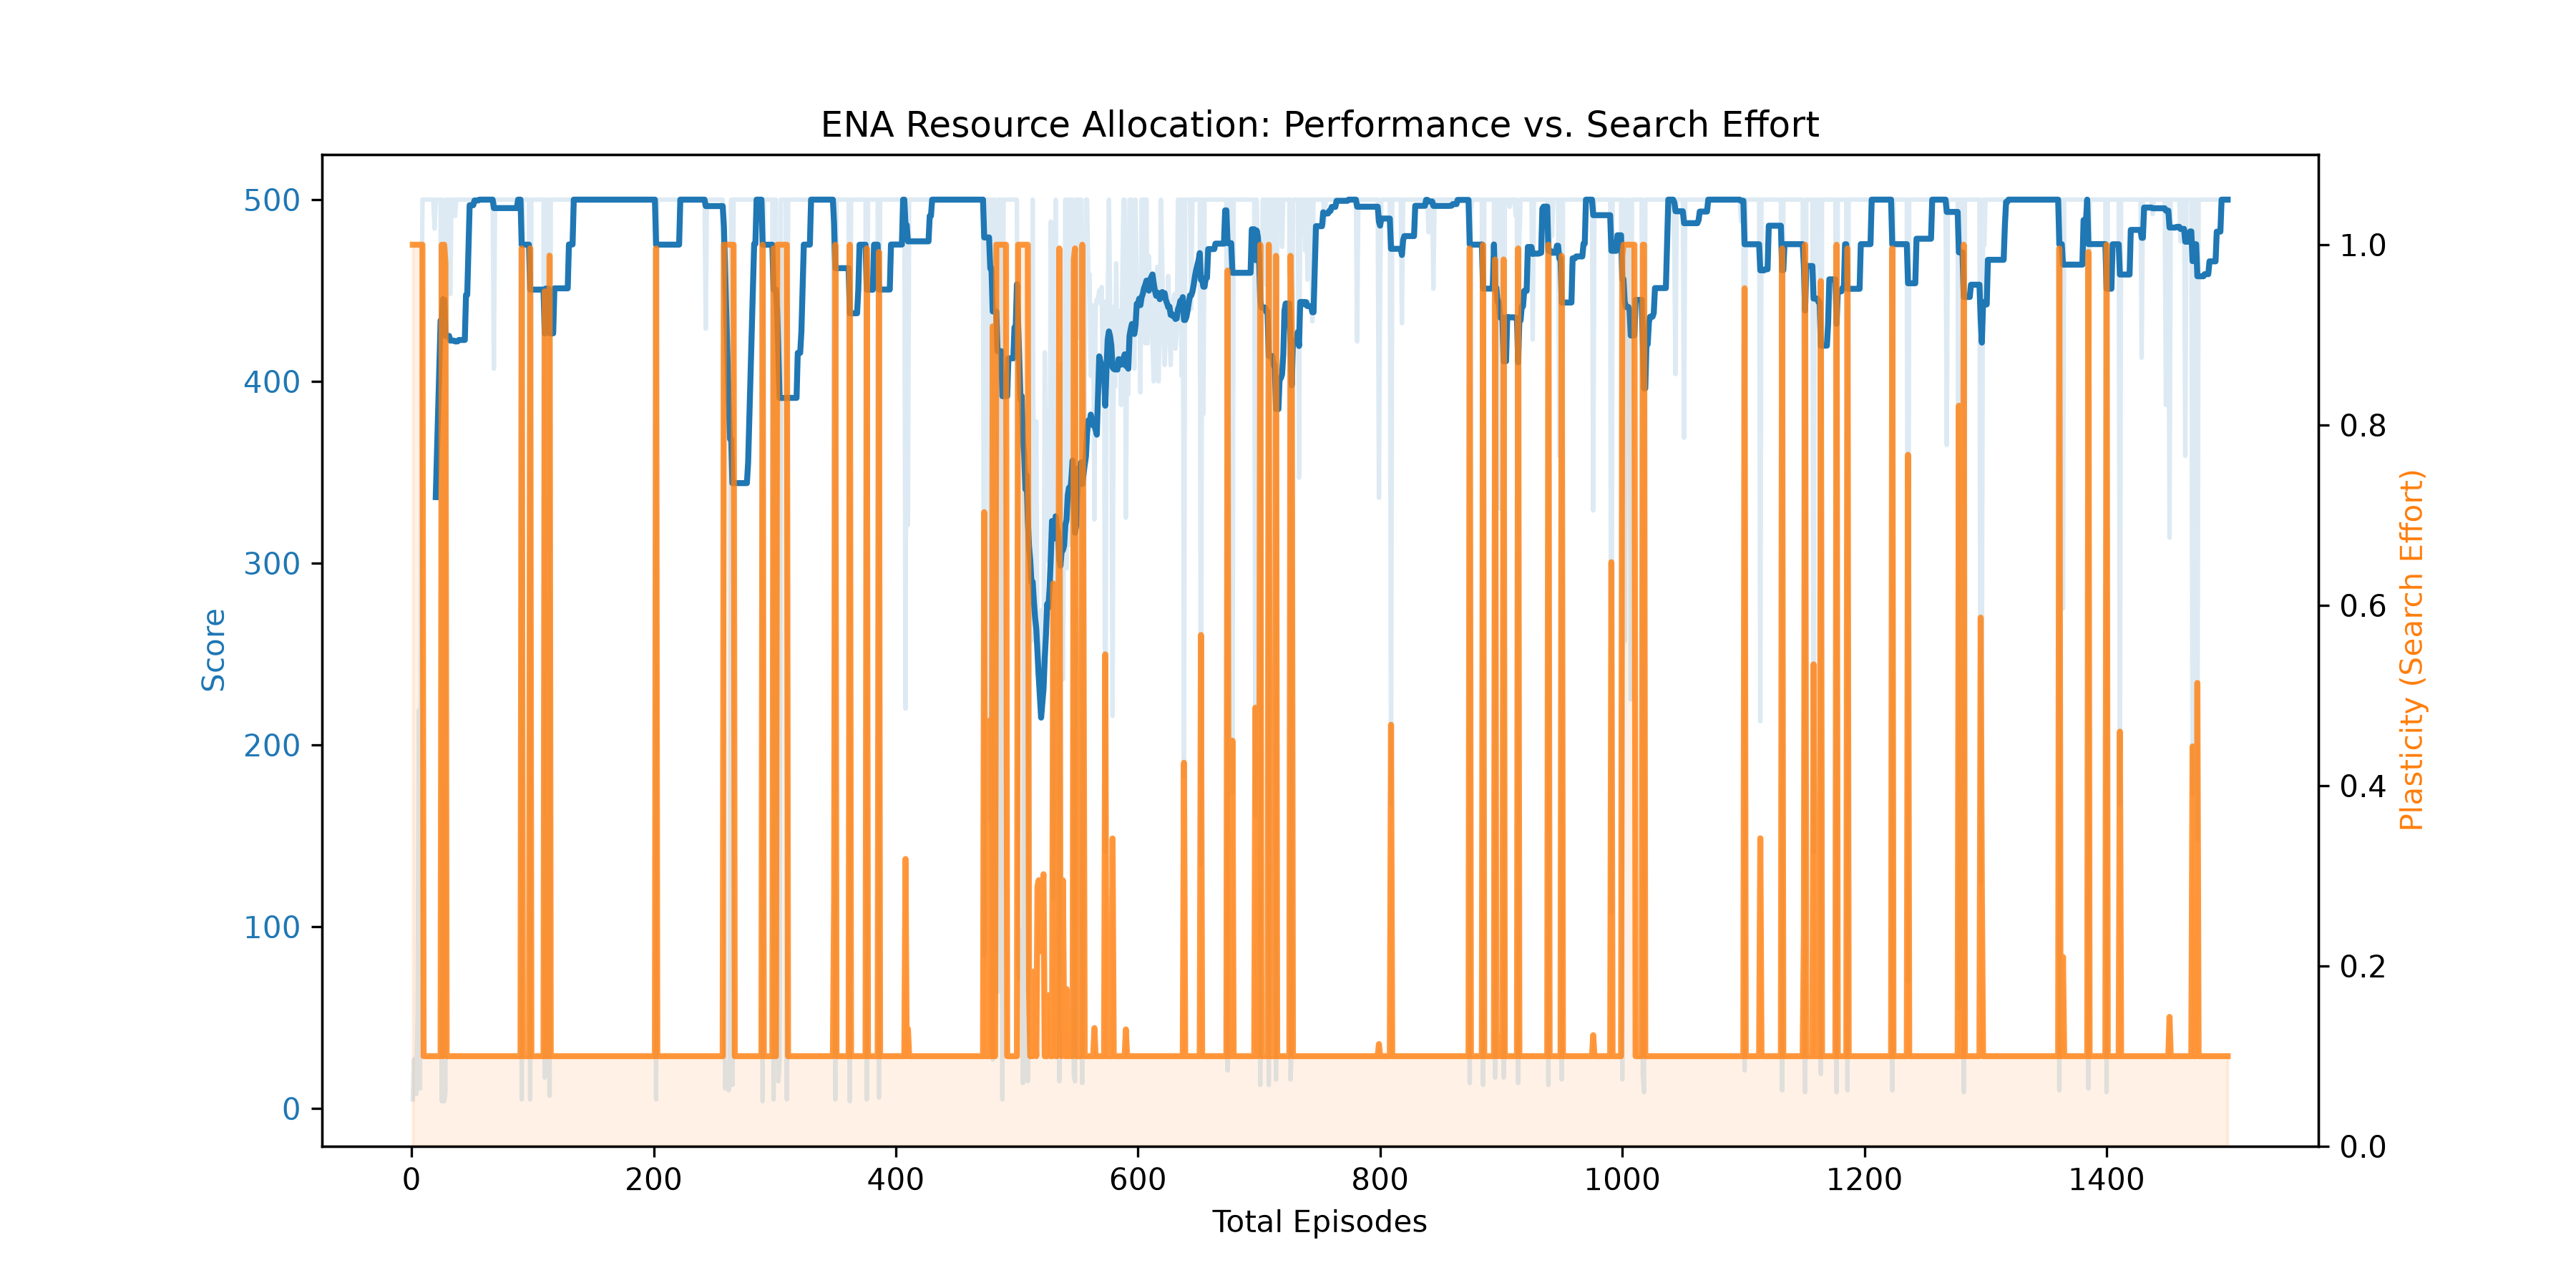 ENA Resource Allocation: Performance vs. Search Effort
500
400
300
200
100
0
Score
1.0
0.8
0.6
0.4
0.2
0.0
Plasticity (Search Effort)
0 200 400 600 800 1000 1200 1400
Total Episodes